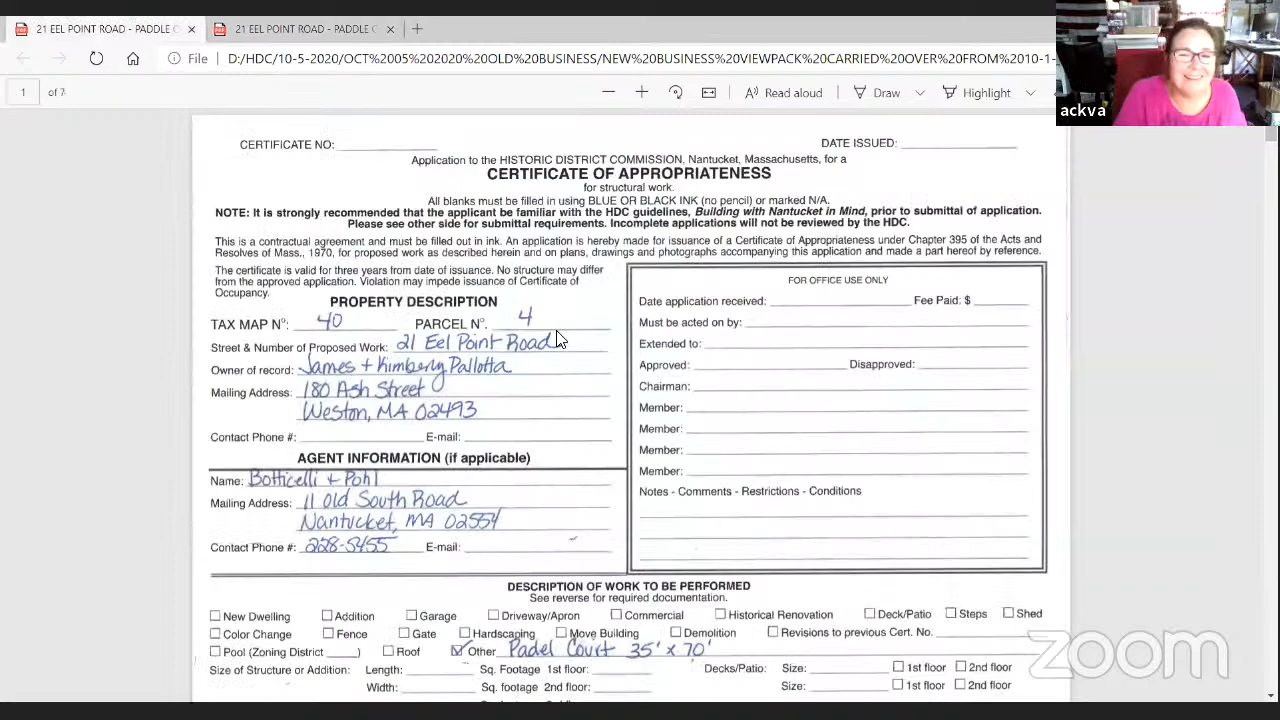 21 EEL POINT ROAD - PADDLE C
21 EEL POINT ROAD - PADDLE C
File
D:/HDC/10-5-2020/OLD%20BUSINESS/NEW%20BUSINESS%20VIEWPACK%20CARRIED%20OVER%20FROM%2010-1-
1 of 7
Read aloud
Draw
Highlight
ackva
CERTIFICATE NO:
DATE ISSUED:
Application to the HISTORIC DISTRICT COMMISSION, Nantucket, Massachusetts, for a
CERTIFICATE OF APPROPRIATENESS
for structural work.
All blanks must be filled in using BLUE OR BLACK INK (no pencil) or marked N/A.
NOTE: It is strongly recommended that the applicant be familiar with the HDC guidelines, Building with Nantucket in Mind, prior to submittal of application.
Please see other side for submittal requirements. Incomplete applications will not be reviewed by the HDC.
This is a contractual agreement and must be filled out in ink. An application is hereby made for issuance of a Certificate of Appropriateness under Chapter 395 of the Acts and
Resolves of Mass., 1970, for proposed work as described herein and on plans, drawings and photographs accompanying this application and made a part hereof by reference.
The certificate is valid for three years from date of issuance. No structure may differ
from the approved application. Violation may impede issuance of Certificate of
Occupancy.
PROPERTY DESCRIPTION
TAX MAP N°: 40 PARCEL N°. 4
Street & Number of Proposed Work: 21 Eel Point Road
Owner of record: James + Kimberly Pallotta
Mailing Address: 180 Ash Street
Weston, MA 02493
Contact Phone #: E-mail:
AGENT INFORMATION (if applicable)
Name: Botticelli + Pohl
Mailing Address: 11 Old South Road
Nantucket, MA 02554
Contact Phone #: 228-5455 E-mail:
FOR OFFICE USE ONLY
Date application received: Fee Paid: $
Must be acted on by:
Extended to:
Approved: Disapproved:
Chairman:
Member:
Member:
Member:
Member:
Notes - Comments - Restrictions - Conditions
DESCRIPTION OF WORK TO BE PERFORMED
See reverse for required documentation.
New Dwelling Addition Garage Driveway/Apron Commercial Historical Renovation Deck/Patio Steps Shed
Color Change Fence Gate Hardscaping Move Building Demolition Revisions to previous Cert. No.
Pool (Zoning District ) Roof Other Padel Court 35' x 70'
Size of Structure or Addition: Length: Sq. Footage 1st floor: Decks/Patio: Size: 1st floor 2nd floor
Width: Sq. footage 2nd floor: Size: 1st floor 2nd floor
zoom